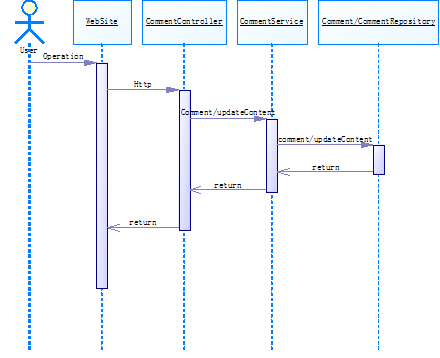 WebSite
CommentController
CommentService
Comment/CommentRepository
User
Operation
Http
Comment/updateContent
comment/updateContent
return
return
return